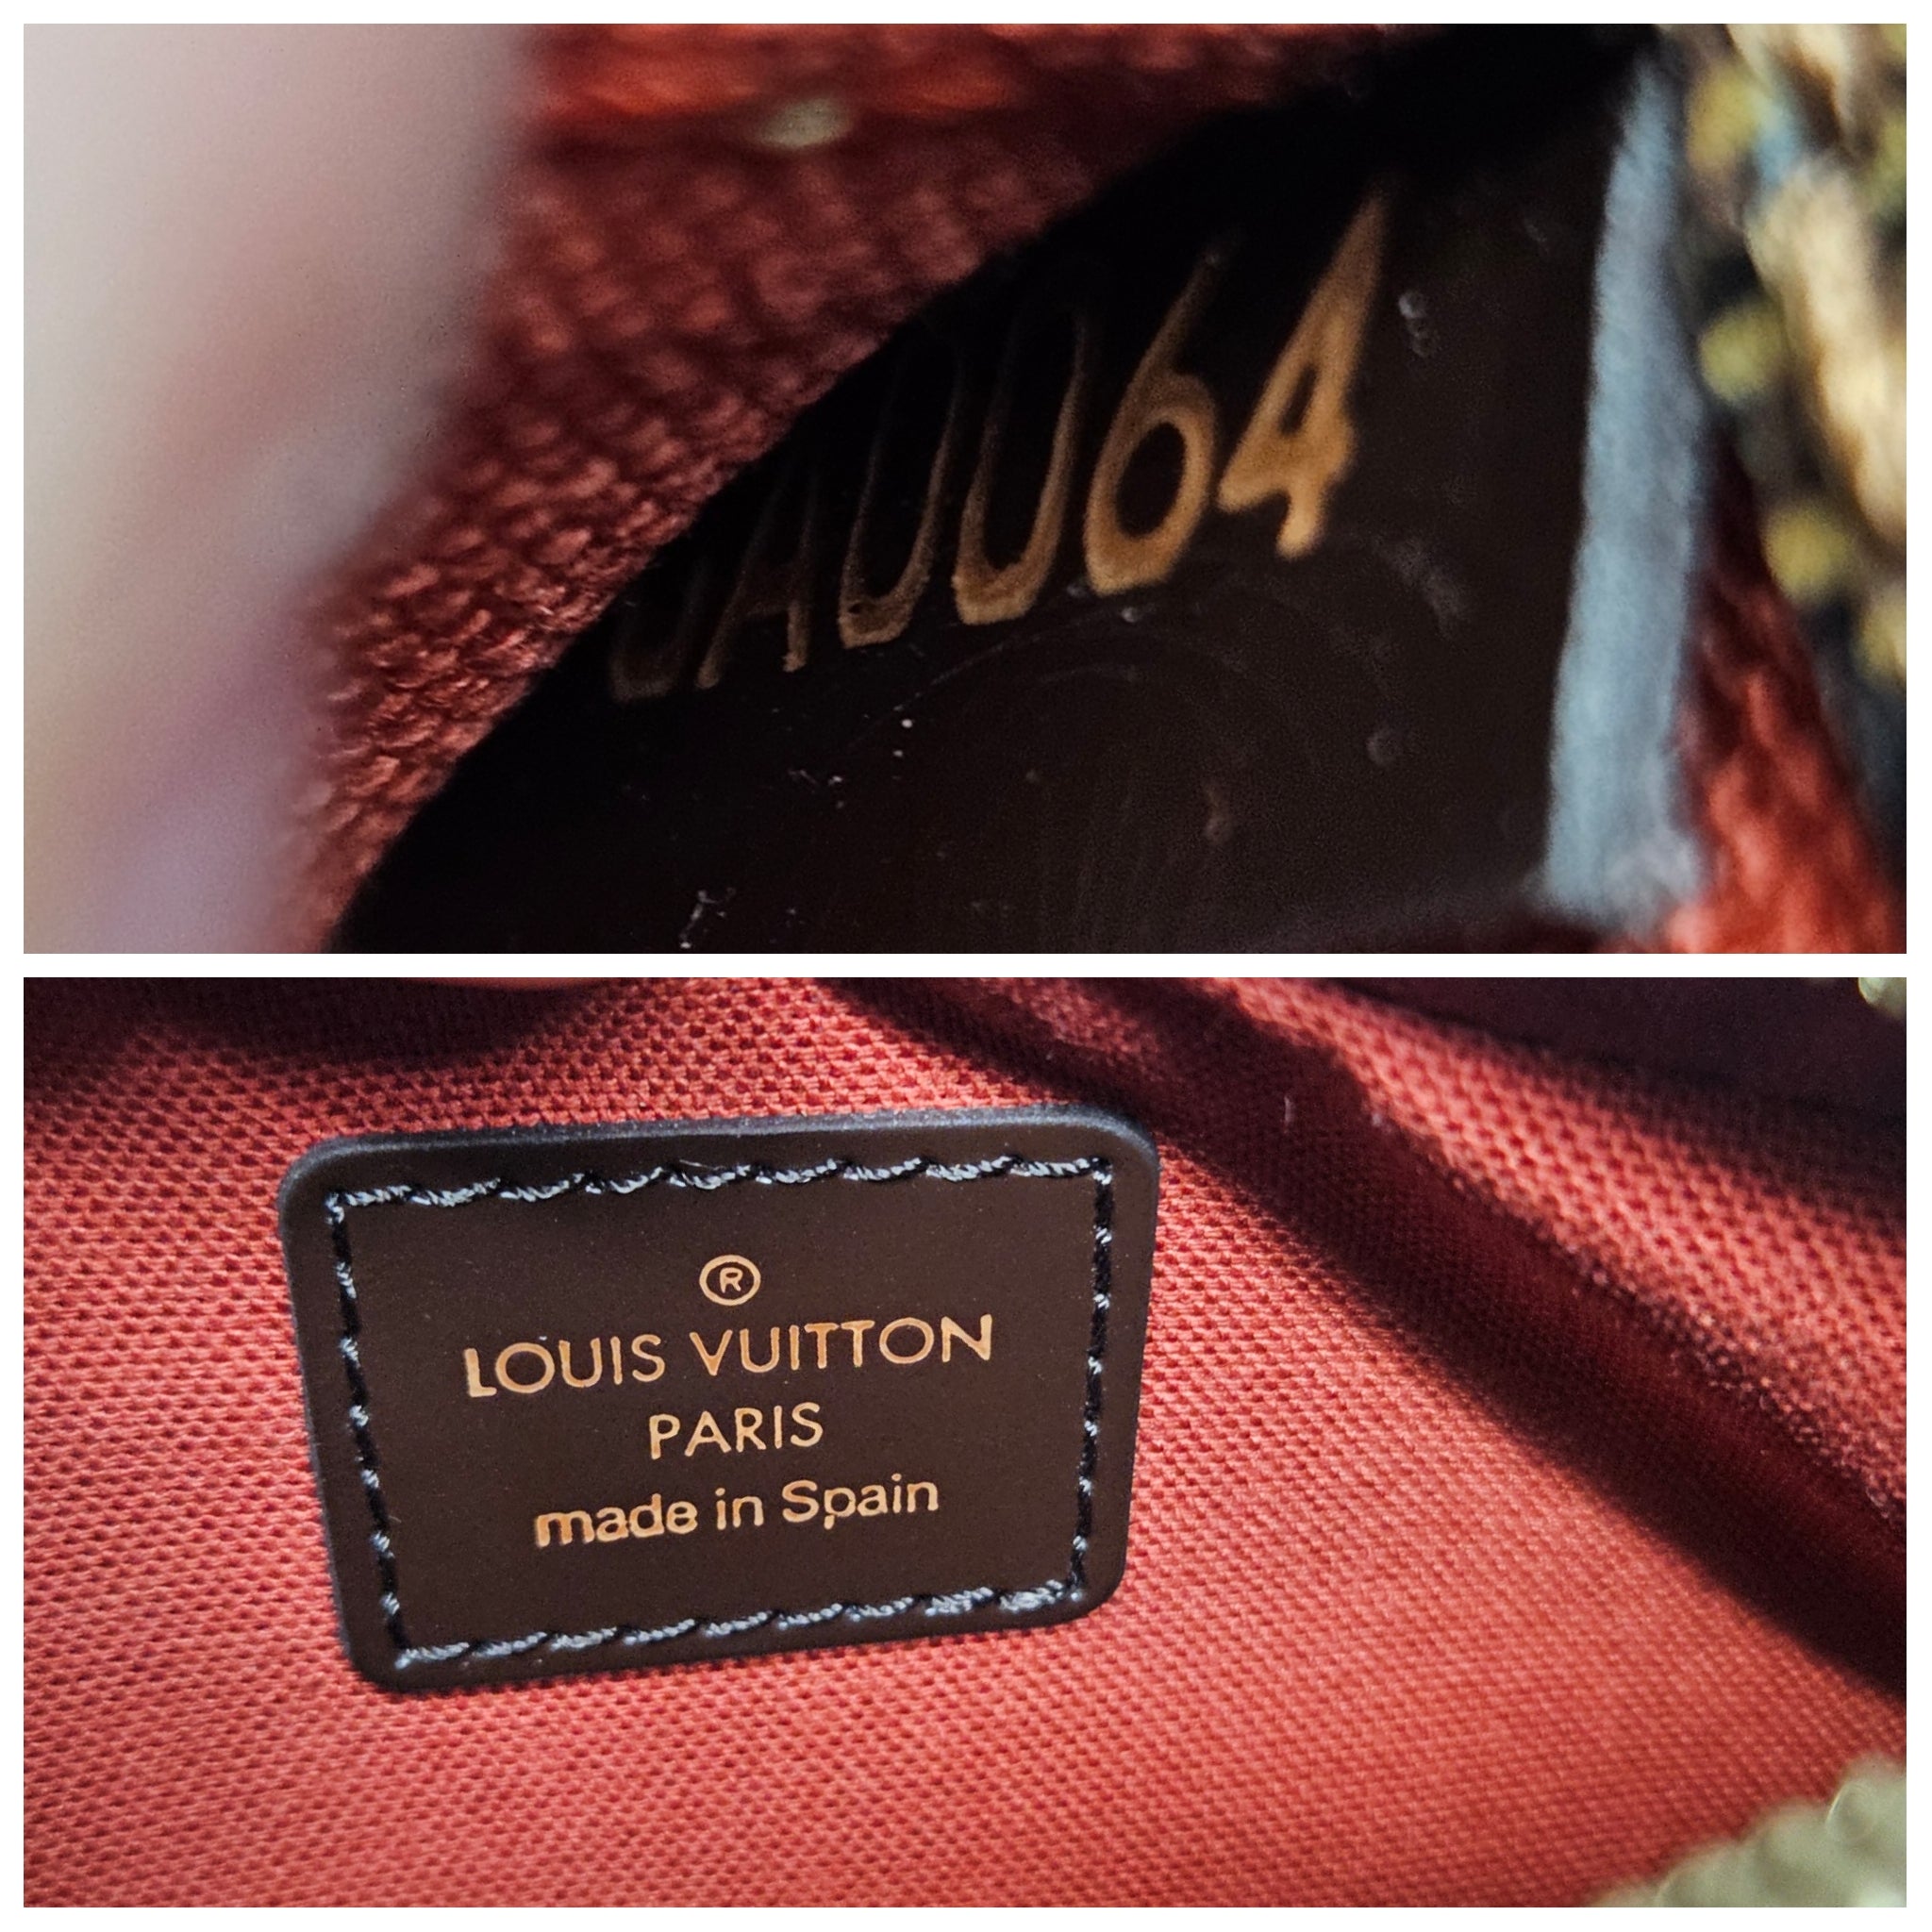 CA0064
®
LOUIS VUITTON
PARIS
made in Spain